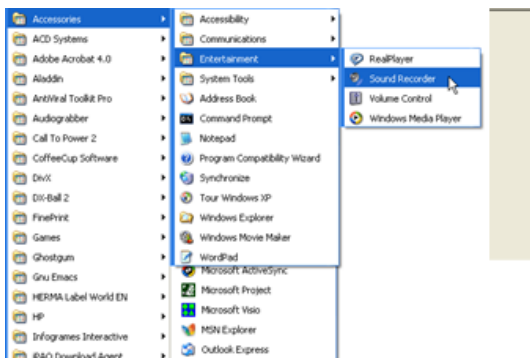 Accessories
ACD Systems
Adobe Acrobat 4.0
Aladdin
AntiViral Toolkit Pro
Audiograbber
Call To Power 2
CoffeeCup Software
DivX
DX-Ball 2
FinePrint
Games
Ghostgum
Gnu Emacs
HERMA Label World EN
HP
Infogrames Interactive
iPAQ Download Agent
Accessibility
Communications
Entertainment
System Tools
Address Book
Command Prompt
Notepad
Program Compatibility Wizard
Synchronize
Tour Windows XP
Windows Explorer
Windows Movie Maker
WordPad
Microsoft ActiveSync
Microsoft Project
Microsoft Visio
MSN Explorer
Outlook Express
RealPlayer
Sound Recorder
Volume Control
Windows Media Player